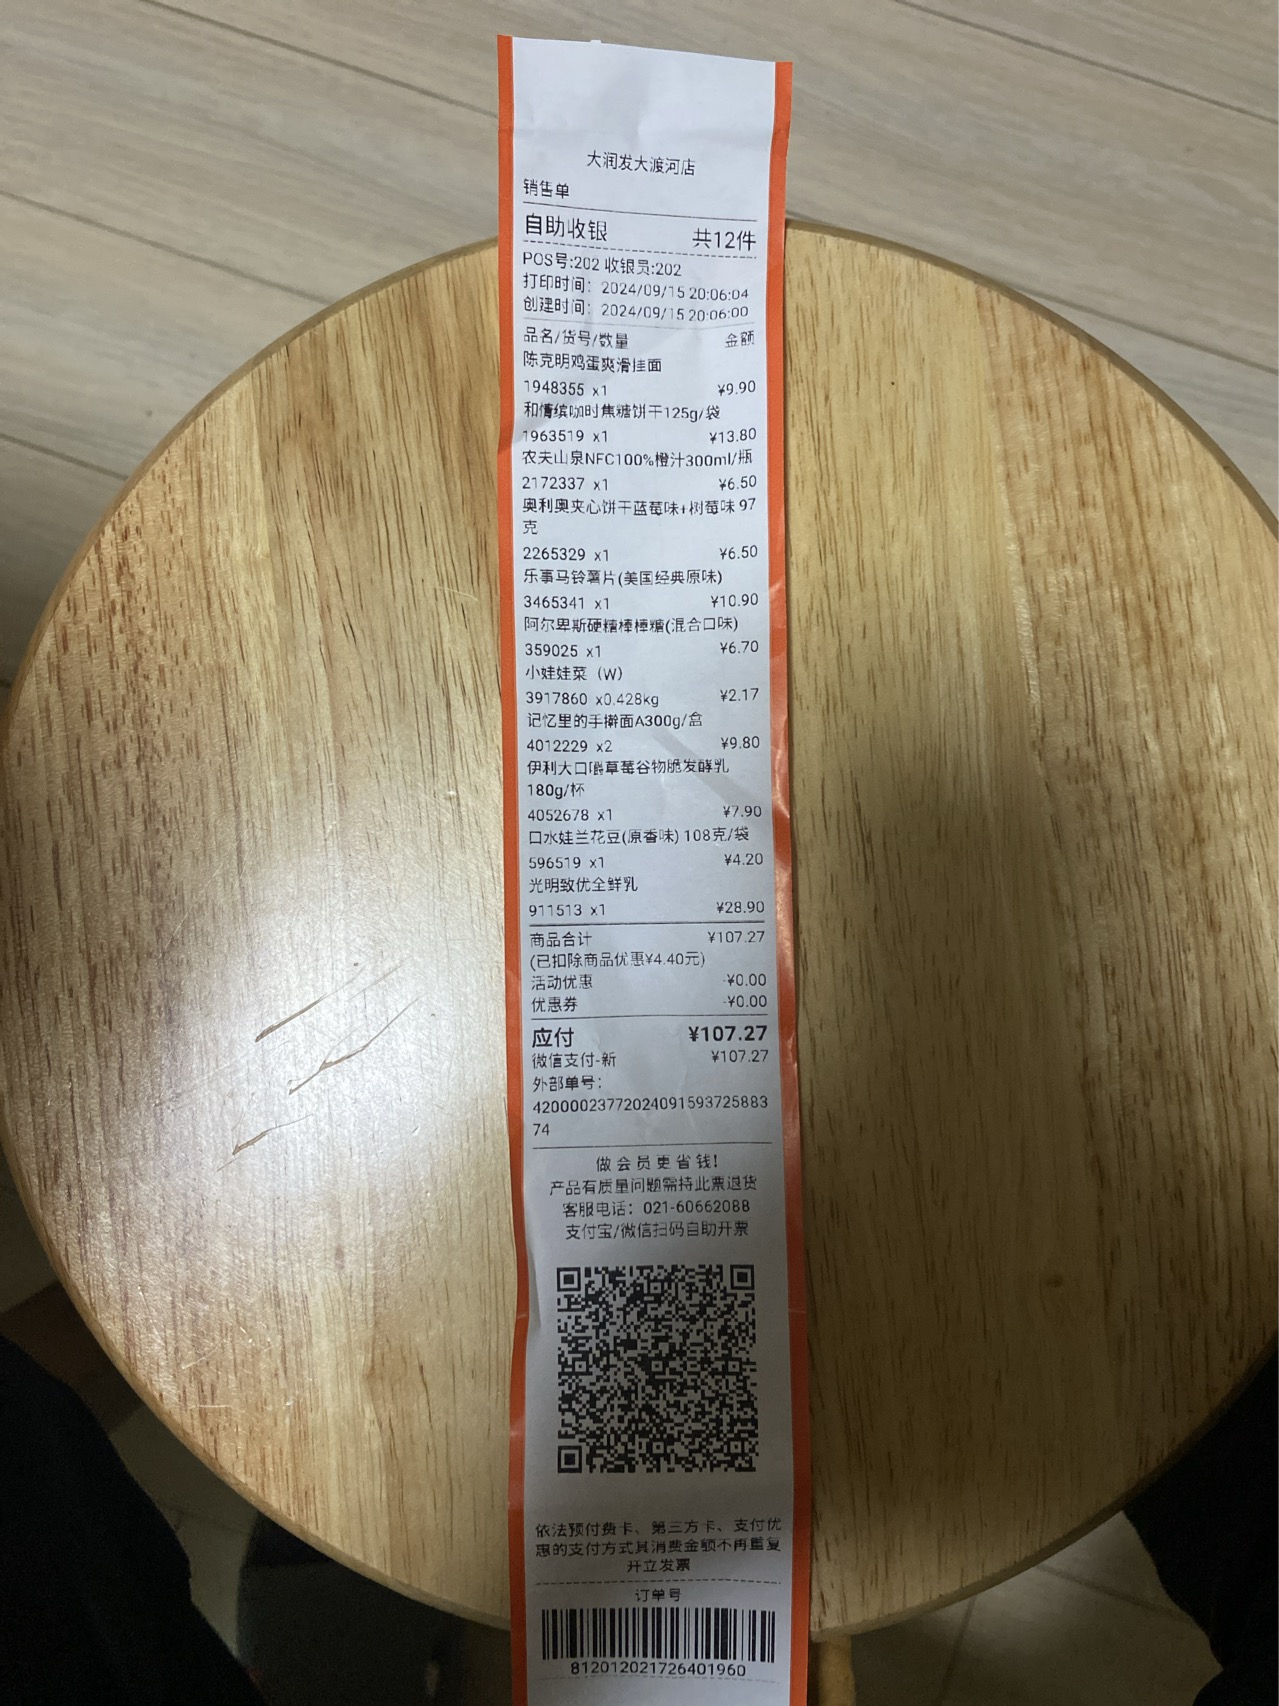 大润发大渡河店
销售单
自助收银 共12件
POS号:202 收银员:202
打印时间：2024/09/15 20:06:04
创建时间：2024/09/15 20:06:00
品名/货号/数量 金额
陈克明鸡蛋爽滑挂面
1948355 x1 ¥9.90
和情缤咖时焦糖饼干125g/袋
1963519 x1 ¥13.80
农夫山泉NFC100%橙汁300ml/瓶
2172337 x1 ¥6.50
奥利奥夹心饼干蓝莓味+树莓味 97
克
2265329 x1 ¥6.50
乐事马铃薯片(美国经典原味)
3465341 x1 ¥10.90
阿尔卑斯硬糖棒棒糖(混合口味)
359025 x1 ¥6.70
小娃娃菜（W）
3917860 x0.428kg ¥2.17
记忆里的手擀面A300g/盒
4012229 x2 ¥9.80
伊利大口嚼草莓谷物脆发酵乳
180g/杯
4052678 x1 ¥7.90
口水娃兰花豆(原香味) 108克/袋
596519 x1 ¥4.20
光明致优全鲜乳
911513 x1 ¥28.90
商品合计 ¥107.27
(已扣除商品优惠¥4.40元)
活动优惠 -¥0.00
优惠券 -¥0.00
应付 ¥107.27
微信支付-新 ¥107.27
外部单号：
42000023772024091593725883
74
做会员更省钱!
产品有质量问题需持此票退货
客服电话：021-60662088
支付宝/微信扫码自助开票
依法预付费卡、第三方卡、支付优
惠的支付方式其消费金额不再重复
开立发票
订单号
812012021726401960